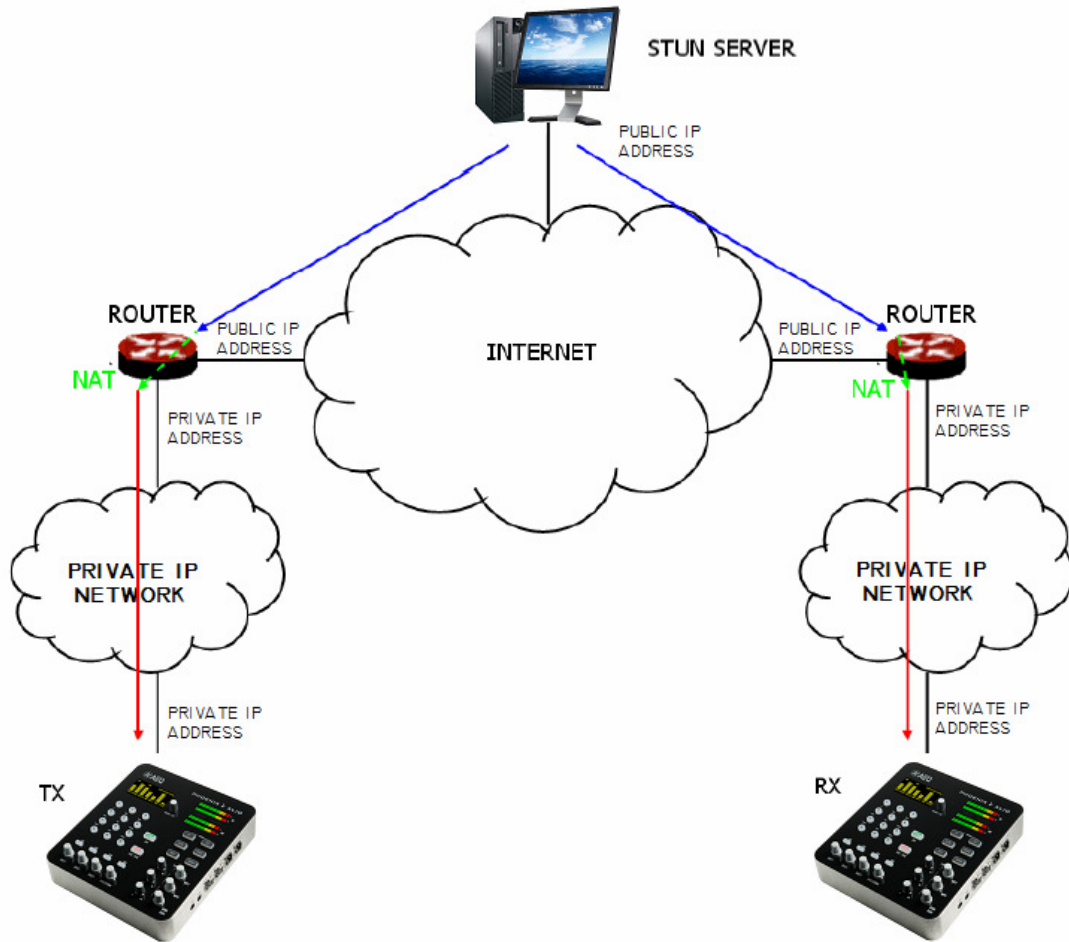 STUN SERVER
PUBLIC IP
ADDRESS
ROUTER
ROUTER
PUBLIC IP
ADDRESS
INTERNET
PUBLIC IP
ADDRESS
NAT
NAT
PRIVATE IP
ADDRESS
PRIVATE IP
ADDRESS
PRIVATE IP
NETWORK
PRIVATE IP
NETWORK
PRIVATE IP
ADDRESS
PRIVATE IP
ADDRESS
TX
AEQ
RX